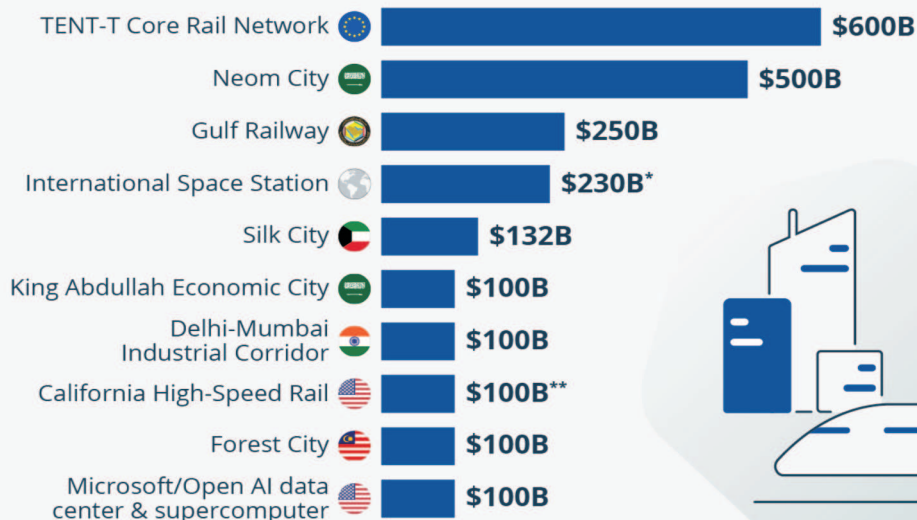 TENT-T Core Rail Network $600B
Neom City $500B
Gulf Railway $250B
International Space Station $230B*
Silk City $132B
King Abdullah Economic City $100B
Delhi-Mumbai
Industrial Corridor $100B
California High-Speed Rail $100B**
Forest City $100B
Microsoft/Open AI data
center & supercomputer $100B